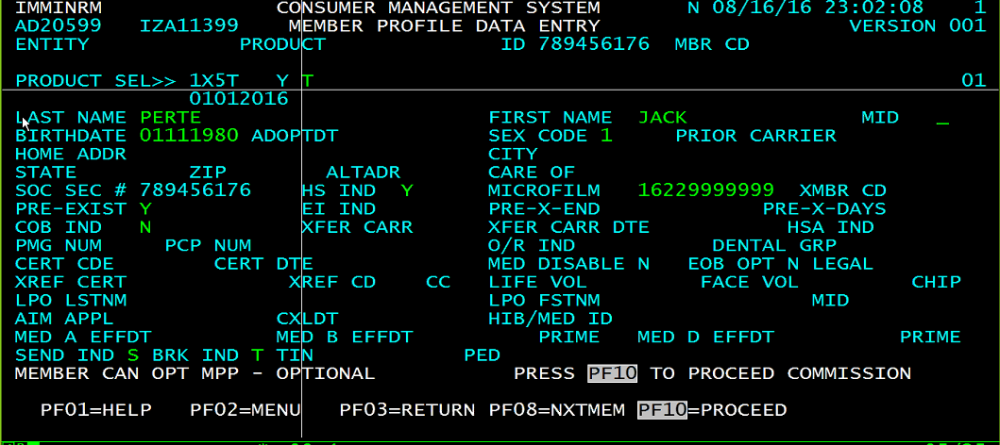 IMMINRM CONSUMER MANAGEMENT SYSTEM N 08/16/16 23:02:08 1
AD20599 IZA11399 MEMBER PROFILE DATA ENTRY VERSION 001
ENTITY PRODUCT ID 789456176 MBR CD
PRODUCT SEL>> 1X5T Y T 01
01012016
LAST NAME PERTE FIRST NAME JACK MID _
BIRTHDATE 01111980 ADOPTDT SEX CODE 1 PRIOR CARRIER
HOME ADDR CITY
STATE ZIP ALTADR CARE OF
SOC SEC # 789456176 HS IND Y MICROFILM 16229999999 XMBR CD
PRE-EXIST Y EI IND PRE-X-END PRE-X-DAYS
COB IND N XFER CARR XFER CARR DTE HSA IND
PMG NUM PCP NUM O/R IND DENTAL GRP
CERT CDE CERT DTE MED DISABLE N EOB OPT N LEGAL
XREF CERT XREF CD CC LIFE VOL FACE VOL CHIP
LPO LSTNM LPO FSTNM MID
AIM APPL CXLDT HIB/MED ID
MED A EFFDT MED B EFFDT PRIME MED D EFFDT PRIME
SEND IND S BRK IND T TIN PED
MEMBER CAN OPT MPP - OPTIONAL PRESS PF10 TO PROCEED COMMISSION
PF01=HELP PF02=MENU PF03=RETURN PF08=NXTMEM PF10=PROCEED